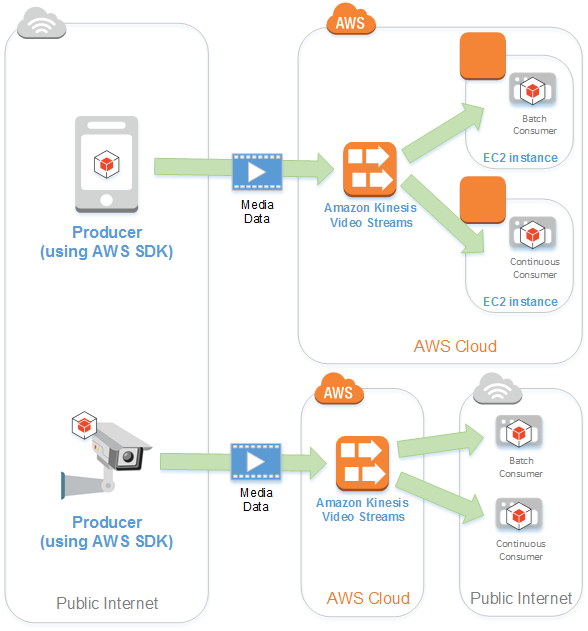 AWS
Batch
Consumer
EC2 instance
Producer
(using AWS SDK)
Media
Data
Amazon Kinesis
Video Streams
Continuous
Consumer
EC2 instance
AWS Cloud
AWS
Producer
(using AWS SDK)
Media
Data
Amazon Kinesis
Video Streams
Batch
Consumer
Continuous
Consumer
Public Internet
AWS Cloud
Public Internet